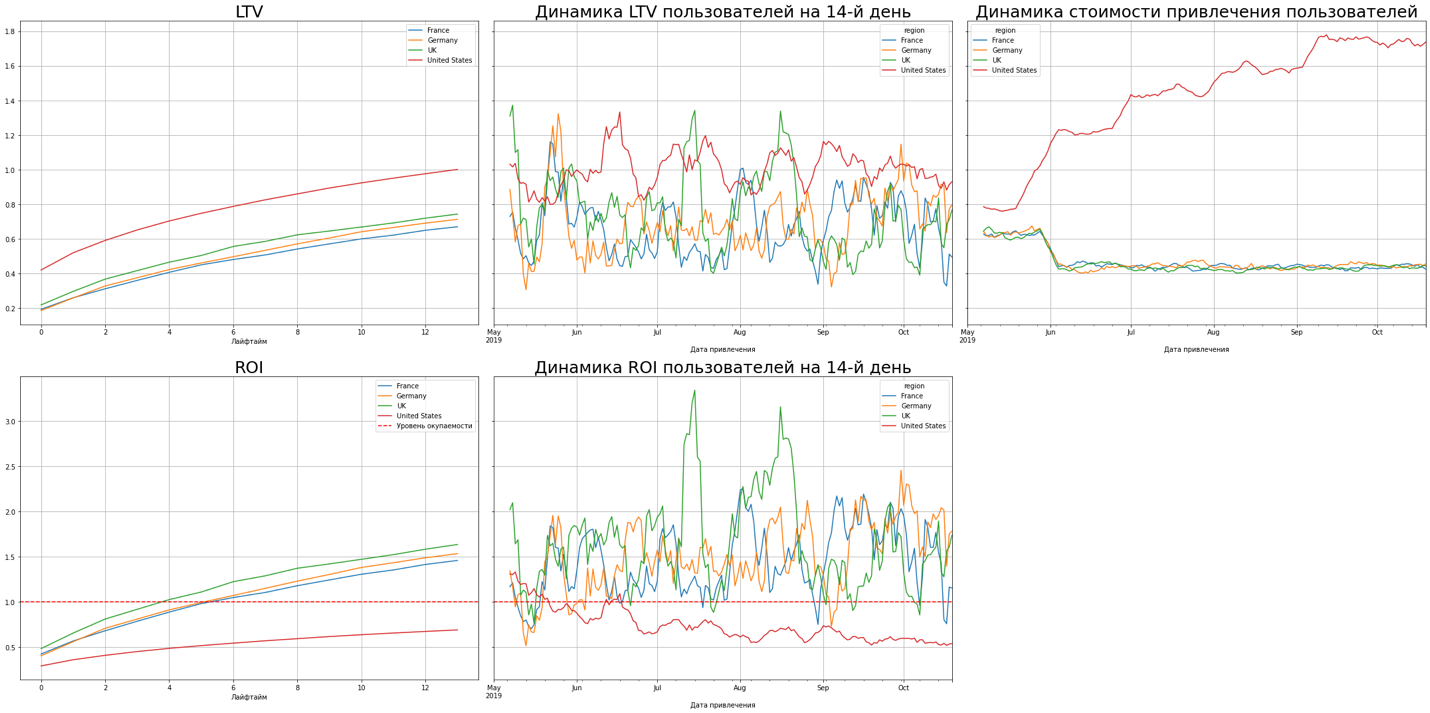 LTV
France
Germany
UK
United States
1.8
1.6
1.4
1.2
1.0
0.8
0.6
0.4
0.2
0 2 4 6 8 10 12
Лайфтайм
Динамика LTV пользователей на 14-й день
region
France
Germany
UK
United States
May
2019
Jun Jul Aug Sep Oct
Дата привлечения
Динамика стоимости привлечения пользователей
region
France
Germany
UK
United States
May
2019
Jun Jul Aug Sep Oct
Дата привлечения
ROI
France
Germany
UK
United States
Уровень окупаемости
3.0
2.5
2.0
1.5
1.0
0.5
0 2 4 6 8 10 12
Лайфтайм
Динамика ROI пользователей на 14-й день
region
France
Germany
UK
United States
May
2019
Jun Jul Aug Sep Oct
Дата привлечения